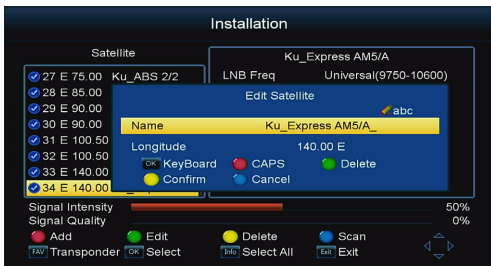 Installation
Satellite
Ku_Express AM5/A
27 E 75.00 Ku_ABS 2/2
LNB Freq Universal(9750-10600)
28 E 85.00
29 E 90.00
30 E 90.00
31 E 100.50
32 E 100.50
33 E 140.00
34 E 140.00
Edit Satellite
abc
Name Ku_Express AM5/A_
Longitude 140.00 E
OK KeyBoard CAPS Delete
Confirm Cancel
Signal Intensity 50%
Signal Quality 0%
Add Edit Delete Scan
FAV Transponder OK Select Info Select All Exit Exit